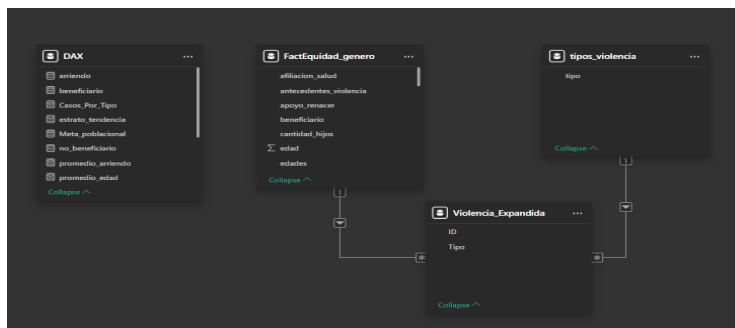 DAX
arriendo
beneficiario
Casos_Por_Tipo
estrato_tendencia
Meta_poblacional
no_beneficiario
promedio_arriendo
promedio_edad
Collapse
FactEquidad_genero
afiliacion_salud
antecedentes_violencia
apoyo_renacer
beneficiario
cantidad_hijos
Σ edad
edades
Collapse
tipos_violencia
tipo
Collapse
1
1
Violencia_Expandida
ID
Tipo
Collapse
*
*